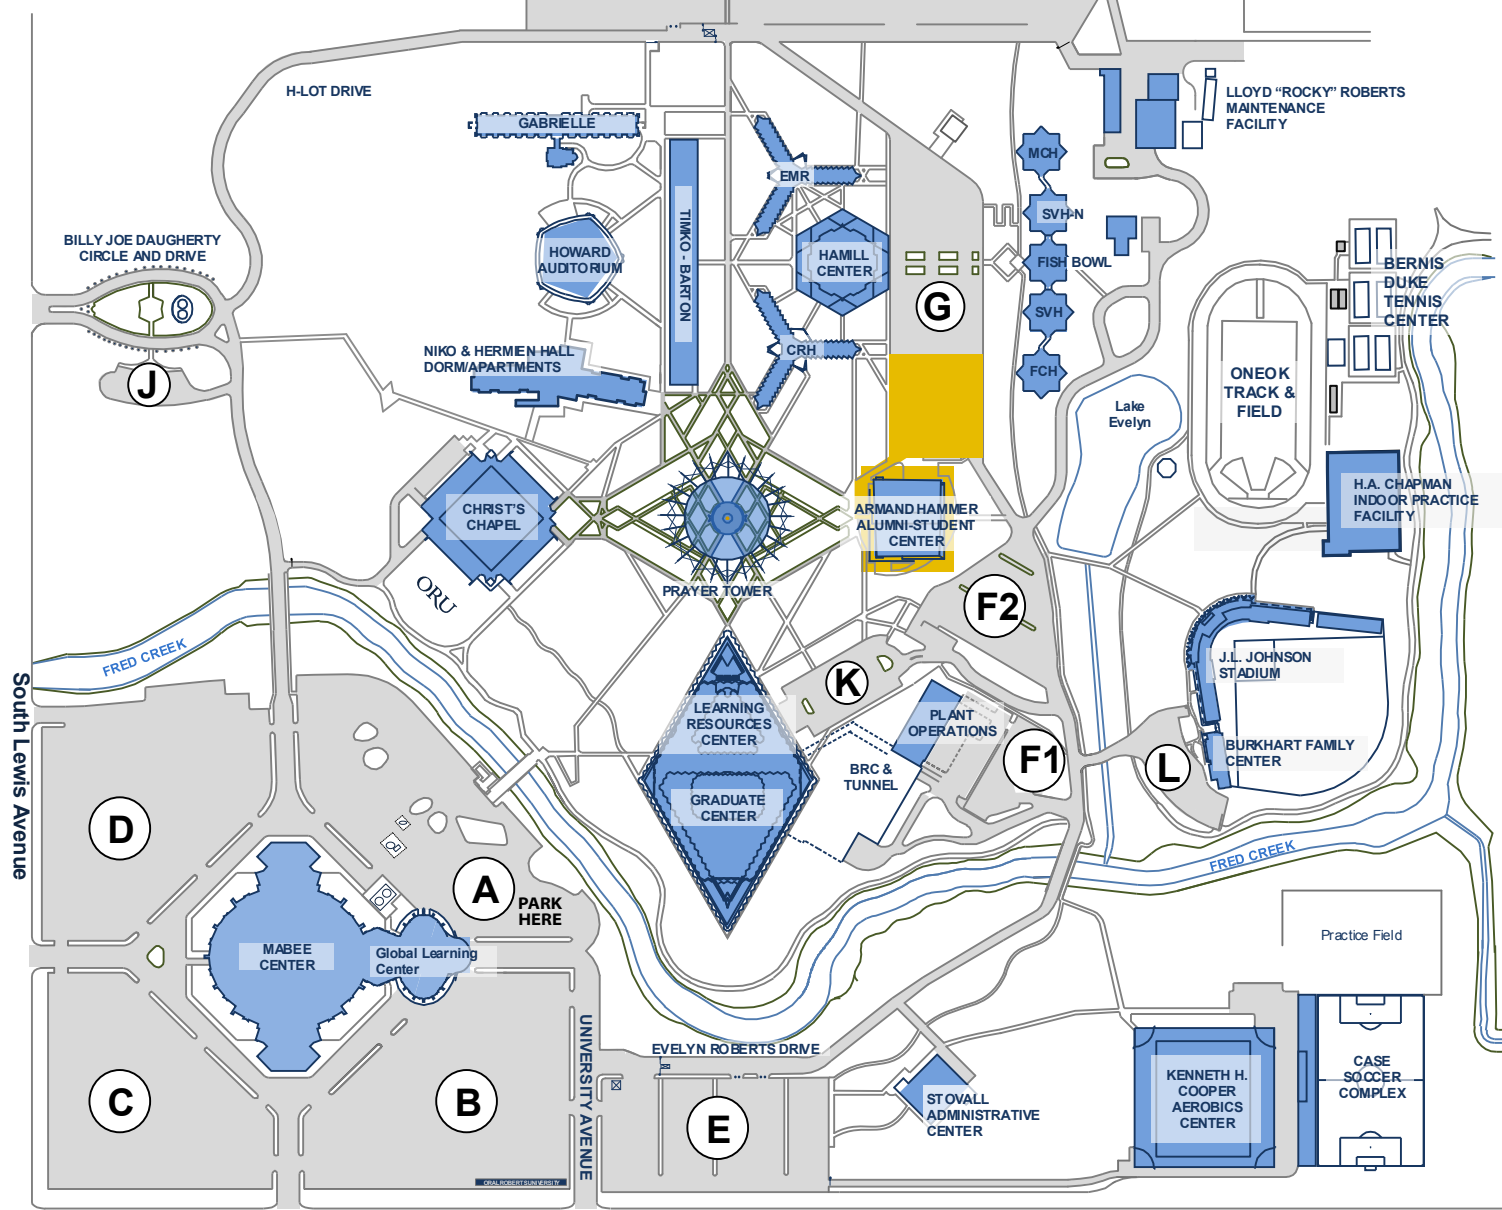 H-LOT DRIVE
GABRIELLE
LLOYD “ROCKY” ROBERTS
MAINTENANCE
FACILITY
MCH
EMR
SVH-N
TIMKO - BARTON
BILLY JOE DAUGHERTY
CIRCLE AND DRIVE
HOWARD
AUDITORIUM
HAMILL
CENTER
FISH BOWL
BERNIS
DUKE
TENNIS
CENTER
G
SVH
NIKO & HERMIEN HALL
DORM/APARTMENTS
CRH
FCH
J
ONEOK
TRACK &
FIELD
Lake
Evelyn
CHRIST'S
CHAPEL
ARMAND HAMMER
ALUMNI-STUDENT
CENTER
H.A. CHAPMAN
INDOOR PRACTICE
FACILITY
ORU
PRAYER TOWER
F2
FRED CREEK
J.L. JOHNSON
STADIUM
South Lewis Avenue
K
LEARNING
RESOURCES
CENTER
PLANT
OPERATIONS
BURKHART FAMILY
CENTER
F1
L
BRC &
TUNNEL
GRADUATE
CENTER
D
FRED CREEK
A
PARK
HERE
MABEE
CENTER
Global Learning
Center
Practice Field
UNIVERSITY AVENUE
EVELYN ROBERTS DRIVE
C
B
E
STOVALL
ADMINISTRATIVE
CENTER
KENNETH H.
COOPER
AEROBICS
CENTER
CASE
SOCCER
COMPLEX
ORAL ROBERTS UNIVERSITY